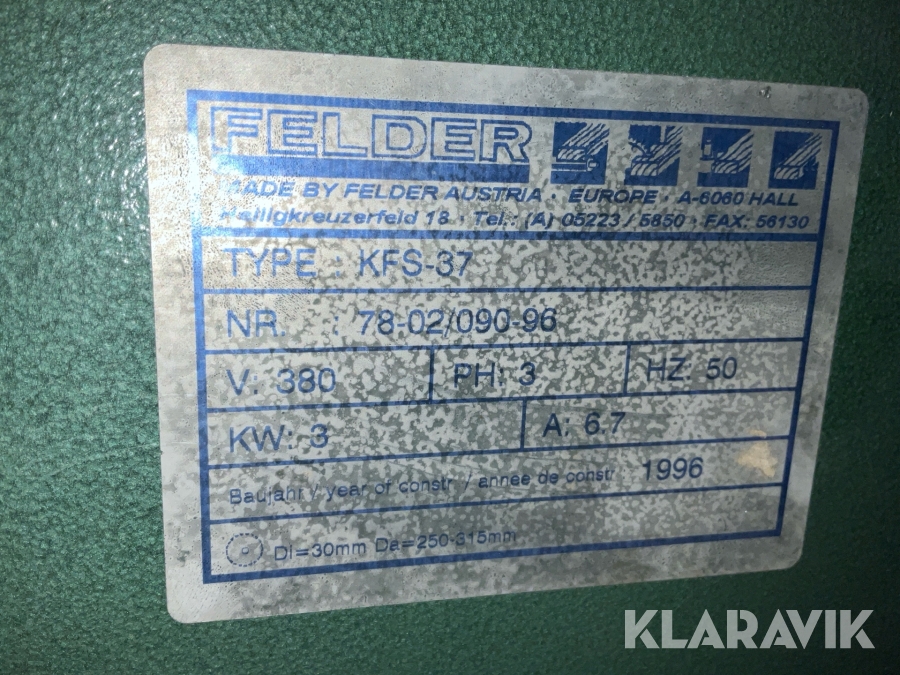 FELDER
MADE BY FELDER AUSTRIA · EUROPE · A-6060 HALL
Heiligkreuzerfeld 18 · Tel.: (A) 05223 / 5850 · FAX: 56130
TYPE : KFS-37
NR. : 78-02/090-96
V: 380 PH: 3 HZ: 50
KW: 3 A: 6.7
Baujahr / year of constr. / année de constr. 1996
Di=30mm Da=250-315mm
KLARAVIK